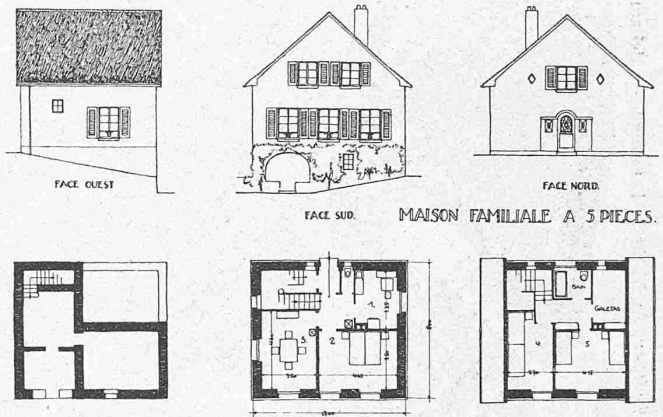 FACE OUEST
FACE SUD.
FACE NORD.
MAISON FAMILIALE A 5 PIECES.
1.
3.
2
BAIN
GALETAS
4
5